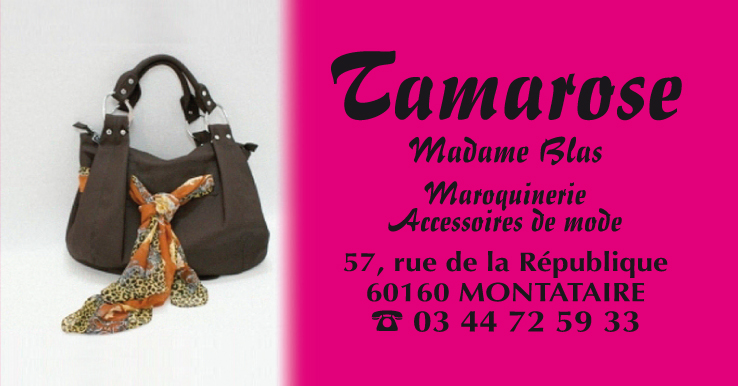 Tamarose
Madame Blas
Maroquinerie
Accessoires de mode
57, rue de la République
60160 MONTATAIRE
☎ 03 44 72 59 33